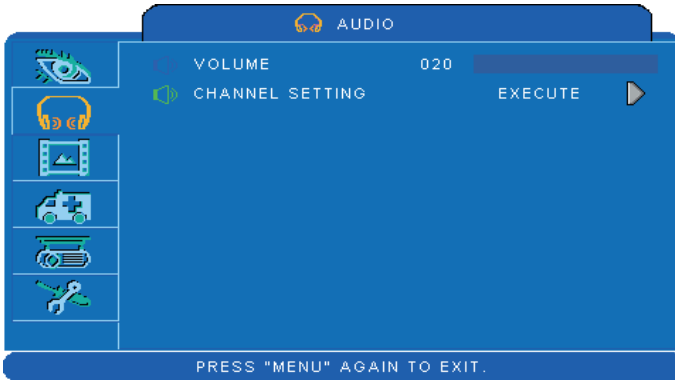 AUDIO
VOLUME 020
CHANNEL SETTING EXECUTE
PRESS "MENU" AGAIN TO EXIT.